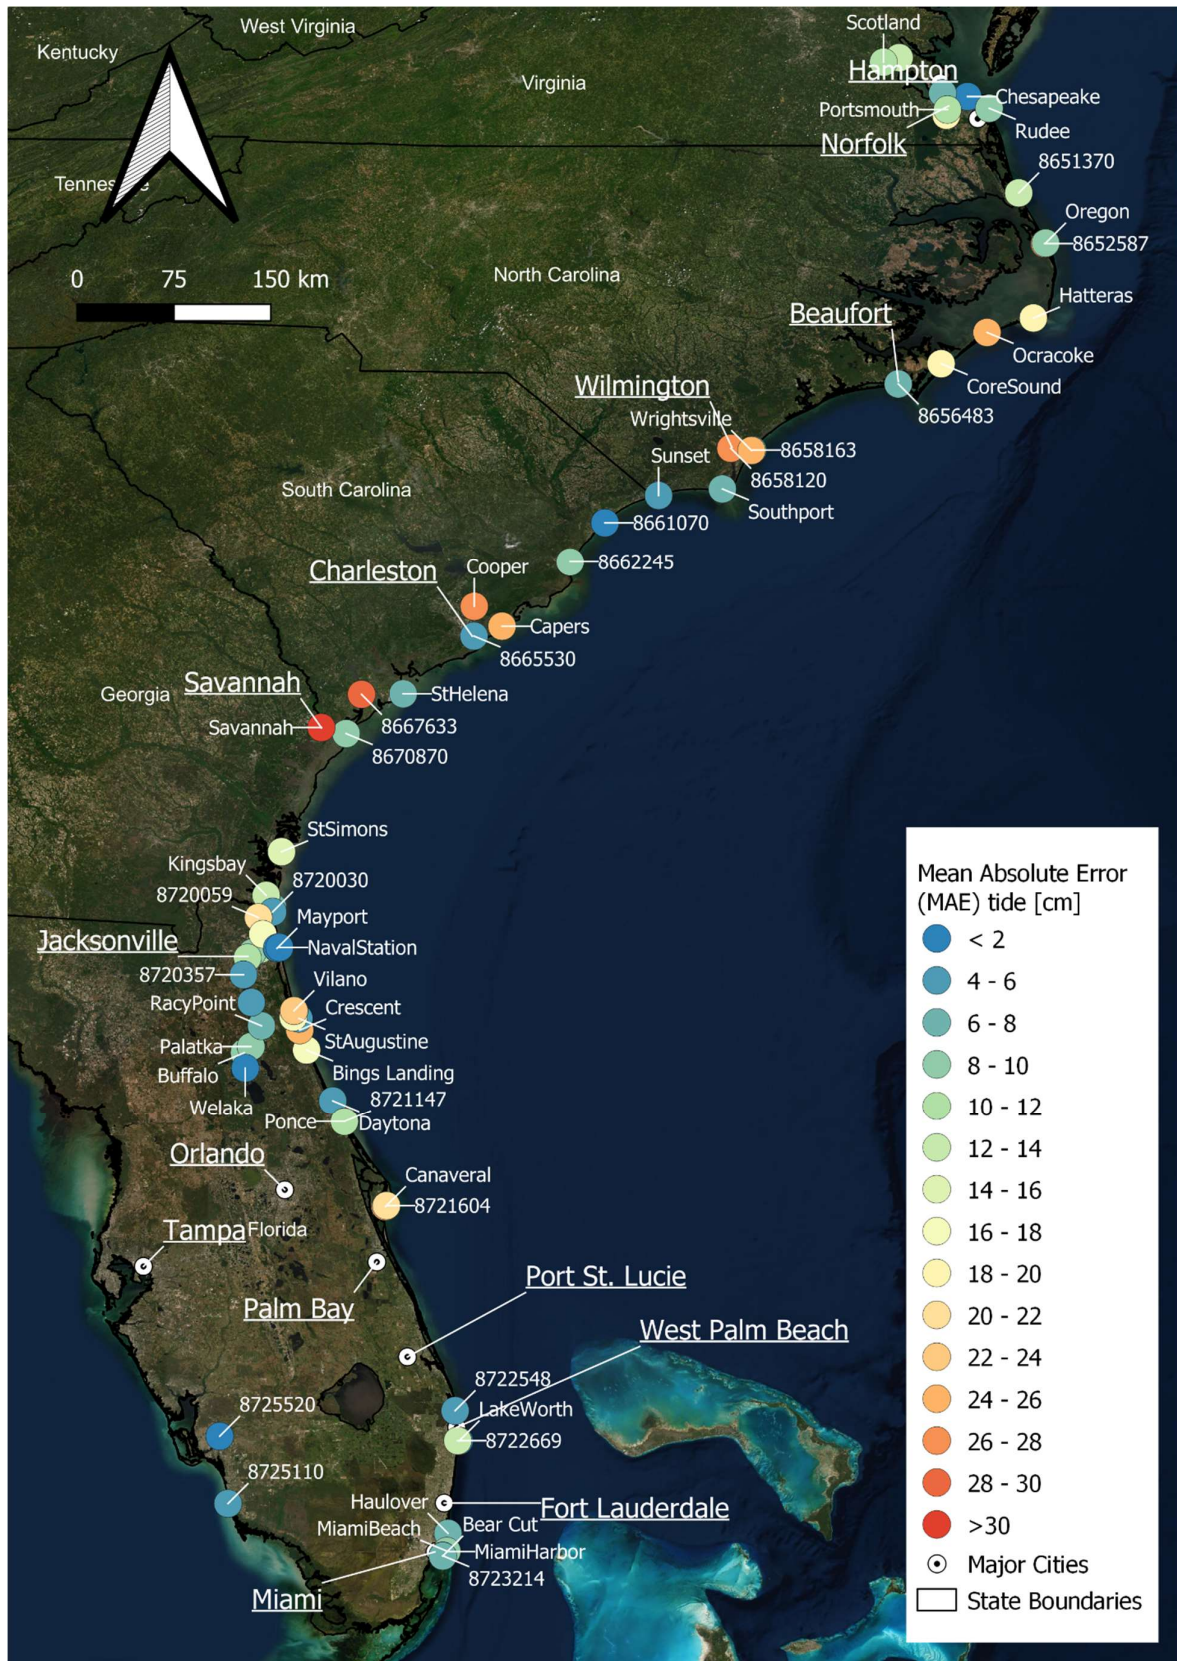 Scotland
West Virginia
Kentucky
Hampton
Virginia
Chesapeake
Portsmouth
Rudee
Norfolk
8651370
Tennes e
Oregon
8652587
0 75 150 km
North Carolina
Hatteras
Beaufort
Ocracoke
CoreSound
Wilmington
8656483
Wrightsville
8658163
Sunset
8658120
South Carolina
Southport
8661070
8662245
Cooper
Charleston
Capers
8665530
Savannah
Georgia
StHelena
8667633
Savannah
8670870
StSimons
Kingsbay
8720030
8720059
Mayport
Jacksonville
NavalStation
8720357
Vilano
RacyPoint
Crescent
StAugustine
Palatka
Bings Landing
Buffalo
8721147
Welaka
Ponce
Daytona
Orlando
Canaveral
8721604
Tampa
Florida
Port St. Lucie
Palm Bay
West Palm Beach
8722548
LakeWorth
8725520
8722669
8725110
Haulover
Fort Lauderdale
MiamiBeach
Bear Cut
MiamiHarbor
8723214
Miami
Mean Absolute Error
(MAE) tide [cm]
< 2
4 - 6
6 - 8
8 - 10
10 - 12
12 - 14
14 - 16
16 - 18
18 - 20
20 - 22
22 - 24
24 - 26
26 - 28
28 - 30
>30
Major Cities
State Boundaries